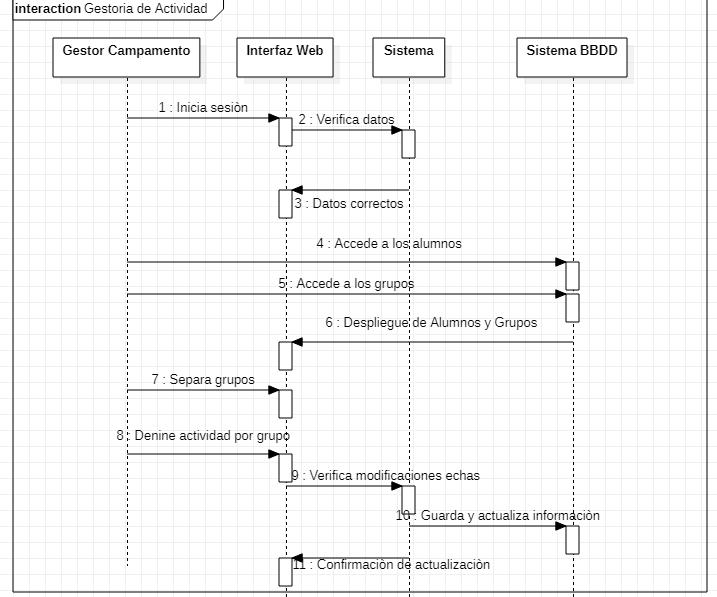 interaction Gestoria de Actividad
Gestor Campamento
Interfaz Web
Sistema
Sistema BBDD
1 : Inicia sesiòn
2 : Verifica datos
3 : Datos correctos
4 : Accede a los alumnos
5 : Accede a los grupos
6 : Despliegue de Alumnos y Grupos
7 : Separa grupos
8 : Denine actividad por grupo
9 : Verifica modificaciones echas
10 : Guarda y actualiza informaciòn
11 : Confirmaciòn de actualizaciòn